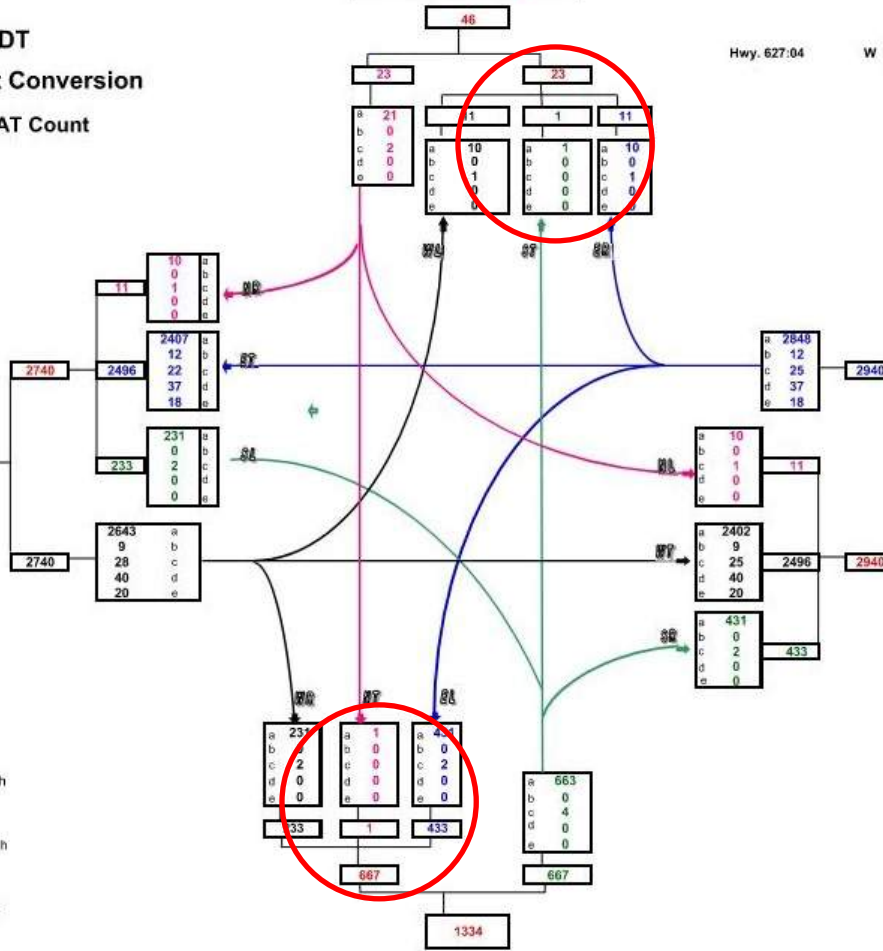 46
DT
Hwy. 627:04 W
t Conversion
23 23
AT Count
11 1 11
a 21
b 0
c 2
d 0
e 0
a 10
b 0
c 1
d 0
e 0
a 1
b 0
c 0
d 0
e 0
a 10
b 0
c 1
d 0
e 0
WL ST ER
10 a
0 b
1 c
0 d
0 e
11
NR
2407 a
12 b
22 c
37 d
18 e
2740 2496
ET
a 2848
b 12
c 25
d 37
e 18
2940
231 a
0 b
2 c
0 d
0 e
233
SL
a 10
b 0
c 1
d 0
e 0
NL
11
2643 a
9 b
28 c
40 d
20 e
2740
WT
a 2402
b 9
c 25
d 40
e 20
2496 2940
SR
a 431
b 0
c 2
d 0
e 0
433
WR NT EL
a 231
b 0
c 2
d 0
e 0
a 1
b 0
c 0
d 0
e 0
a 431
b 0
c 2
d 0
e 0
a 663
b 0
c 4
d 0
e 0
h
233 1 433
h
667 667
1334